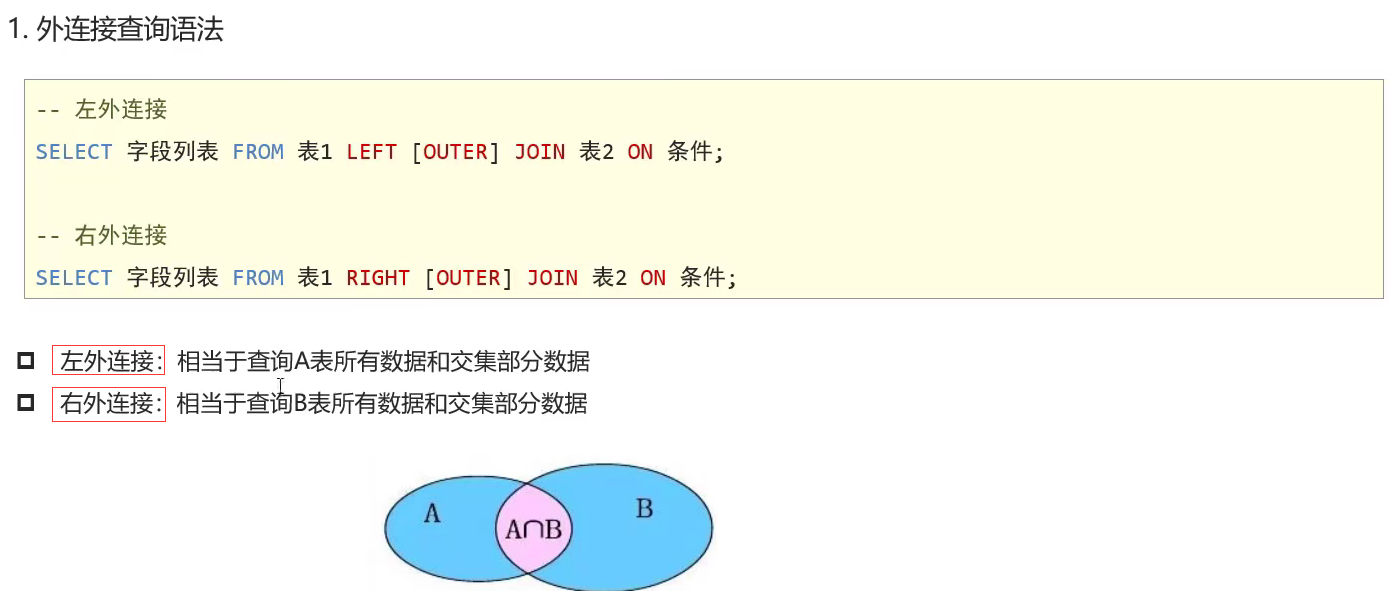 1. 外连接查询语法
-- 左外连接
SELECT 字段列表 FROM 表1 LEFT [OUTER] JOIN 表2 ON 条件;
-- 右外连接
SELECT 字段列表 FROM 表1 RIGHT [OUTER] JOIN 表2 ON 条件;
左外连接：相当于查询A表所有数据和交集部分数据
右外连接：相当于查询B表所有数据和交集部分数据
A
A∩B
B